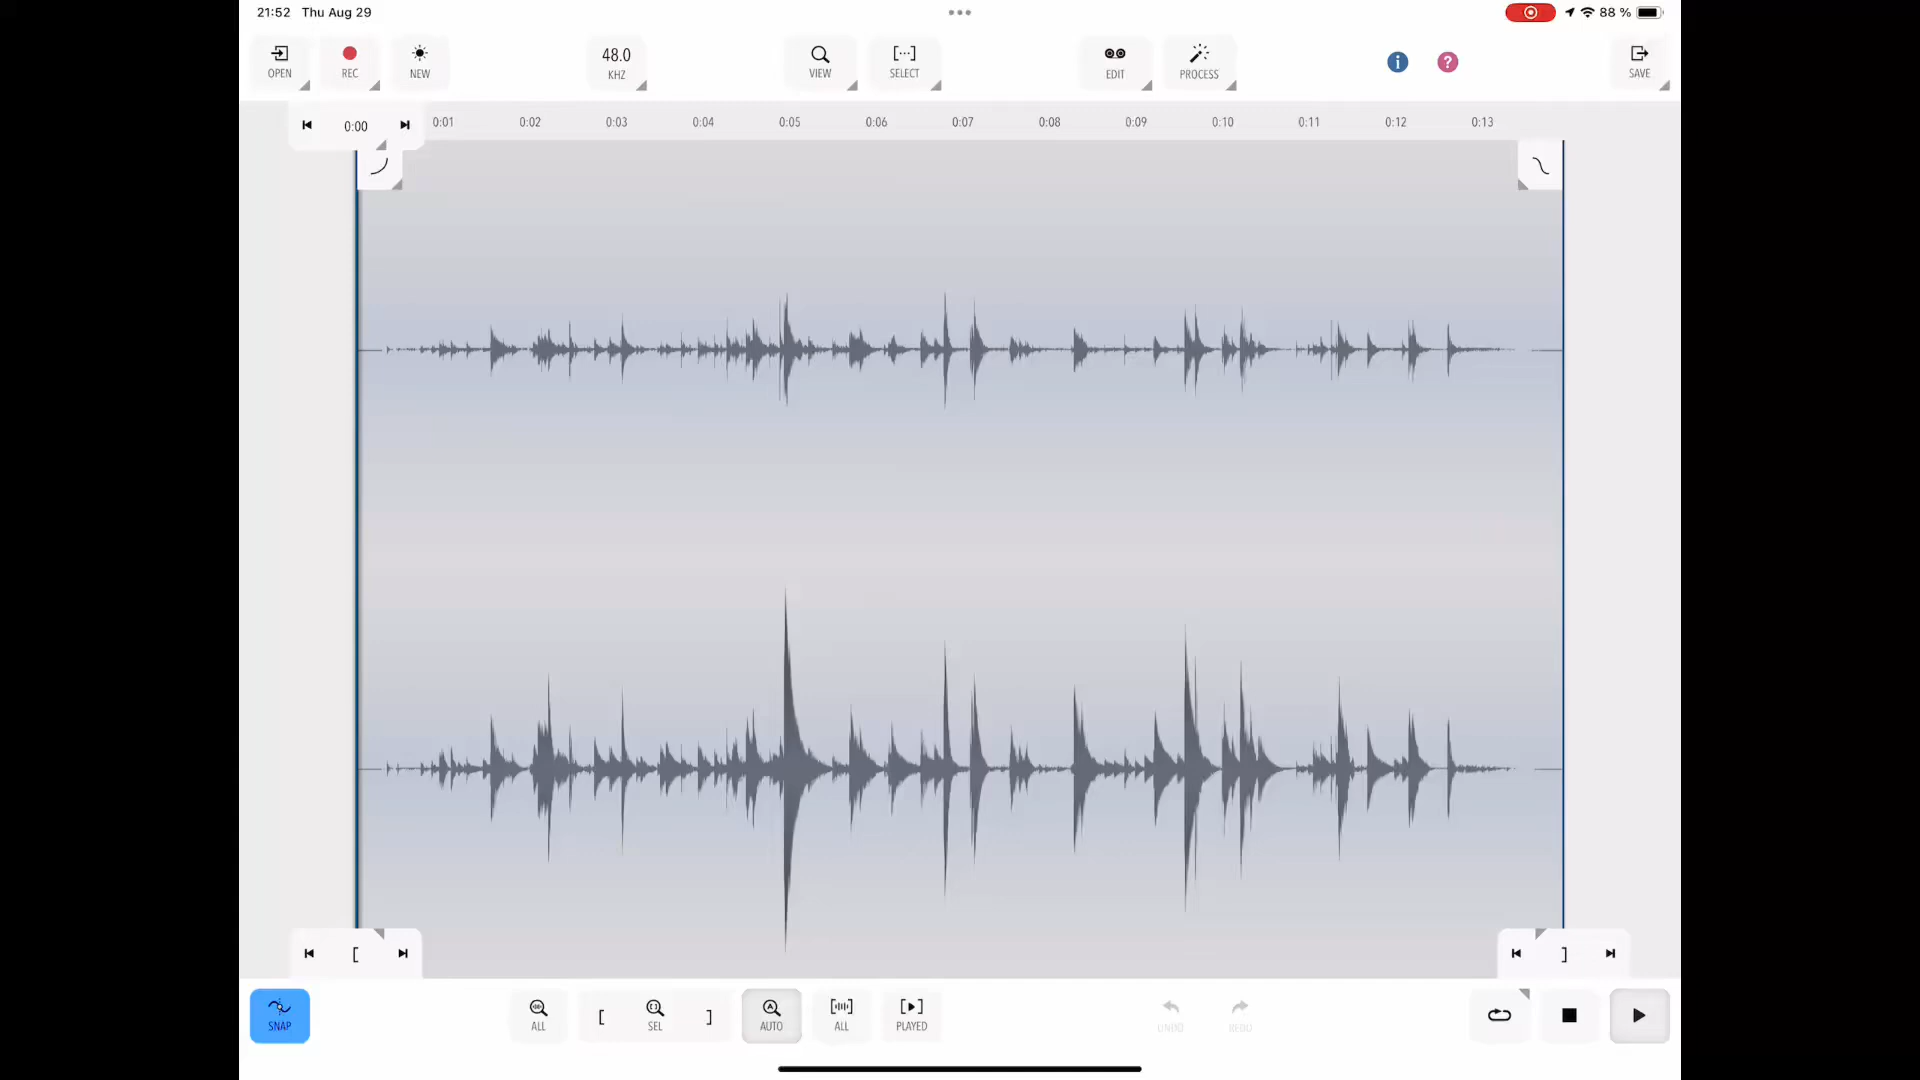 21:52 Thu Aug 29
88 %
OPEN REC NEW 48.0 KHZ VIEW SELECT EDIT PROCESS i ? SAVE
0:00 0:01 0:02 0:03 0:04 0:05 0:06 0:07 0:08 0:09 0:10 0:11 0:12 0:13
[ ]
SNAP ALL [ SEL ] AUTO ALL PLAYED UNDO REDO